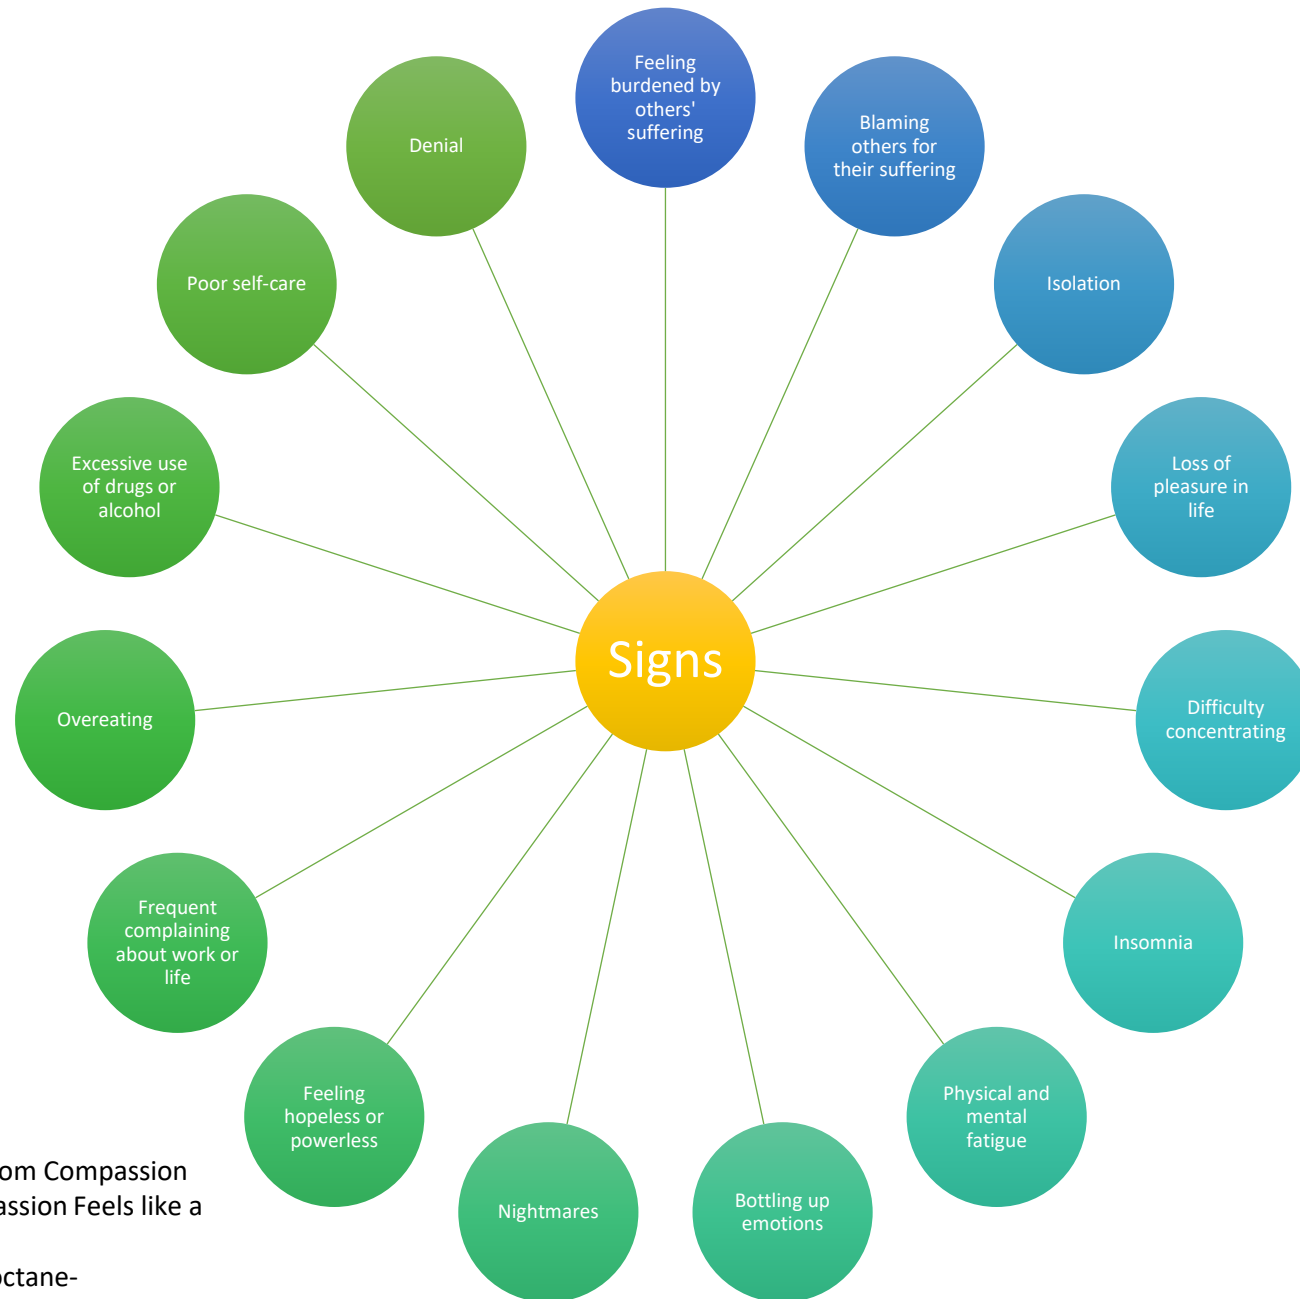 Feeling
burdened by
others'
suffering
Blaming
others for
their suffering
Isolation
Loss of
pleasure in
life
Difficulty
concentrating
Insomnia
Physical and
mental
fatigue
Bottling up
emotions
Nightmares
Feeling
hopeless or
powerless
Frequent
complaining
about work or
life
Overeating
Excessive use
of drugs or
alcohol
Poor self-care
Denial
Signs
om Compassion
assion Feels like a
octane-